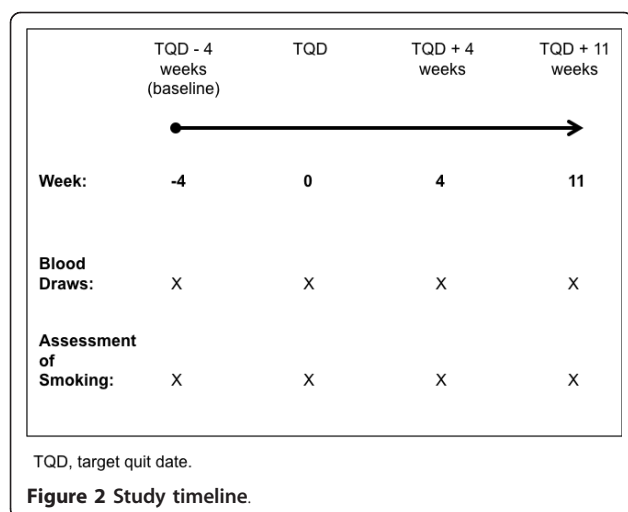 TQD - 4 weeks (baseline) TQD TQD + 4 weeks TQD + 11 weeks
Week: -4 0 4 11
Blood Draws: X X X X
Assessment of Smoking: X X X X
TQD, target quit date.
Figure 2 Study timeline.